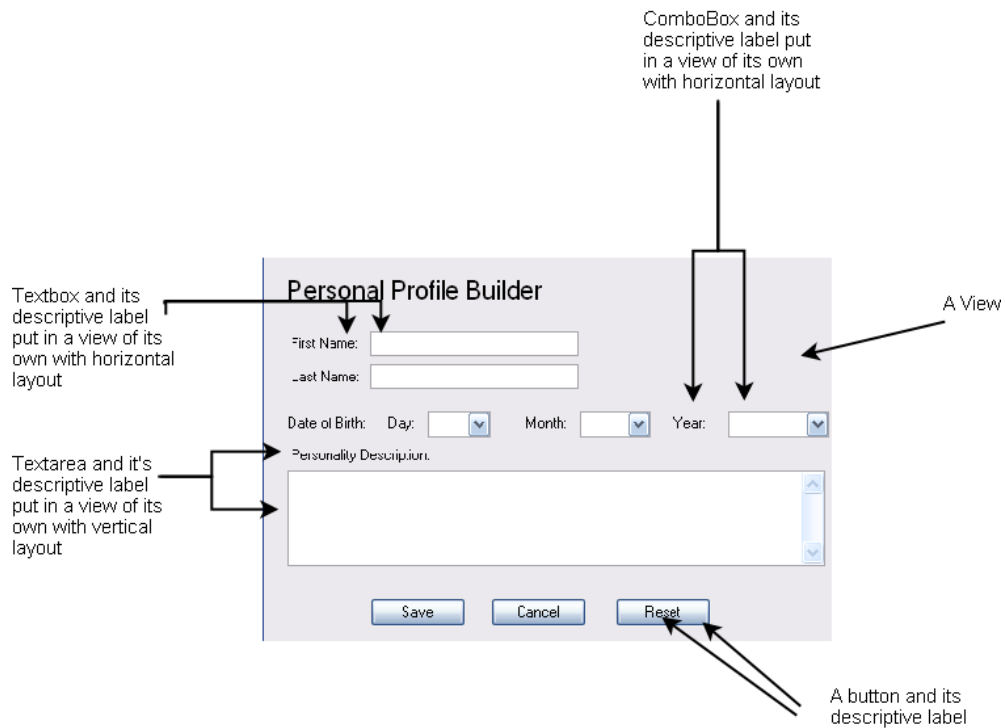 ComboBox and its
descriptive label put
in a view of its own
with horizontal layout
Textbox and its
descriptive label
put in a view of its
own with horizontal
layout
Personal Profile Builder
A View
First Name:
Last Name:
Date of Birth: Day: Month: Year:
Textarea and it's
descriptive label
put in a view of its
own with vertical
layout
Personality Description:
Save Cancel Reset
A button and its
descriptive label